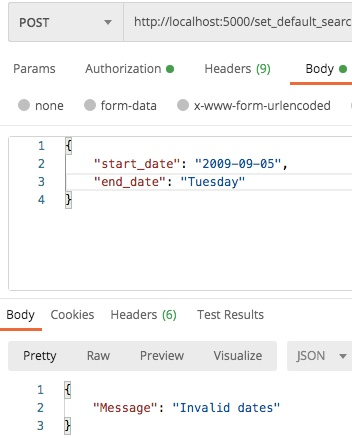 POST http://localhost:5000/set_default_searc
Params Authorization Headers (9) Body
none form-data x-www-form-urlencoded
1 {
2 "start_date": "2009-09-05",
3 "end_date": "Tuesday"
4 }
Body Cookies Headers (6) Test Results
Pretty Raw Preview Visualize JSON
1 {
2 "Message": "Invalid dates"
3 }